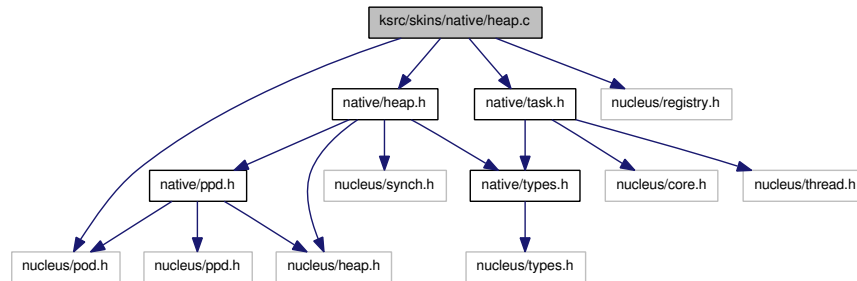 ksrc/skins/native/heap.c
native/heap.h
native/task.h
nucleus/registry.h
native/ppd.h
nucleus/synch.h
native/types.h
nucleus/core.h
nucleus/thread.h
nucleus/pod.h
nucleus/ppd.h
nucleus/heap.h
nucleus/types.h